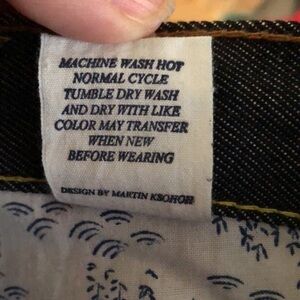 MACHINE WASH HOT
NORMAL CYCLE
TUMBLE DRY WASH
AND DRY WITH LIKE
COLOR MAY TRANSFER
WHEN NEW
BEFORE WEARING
DESIGN BY MARTIN KSOHOH